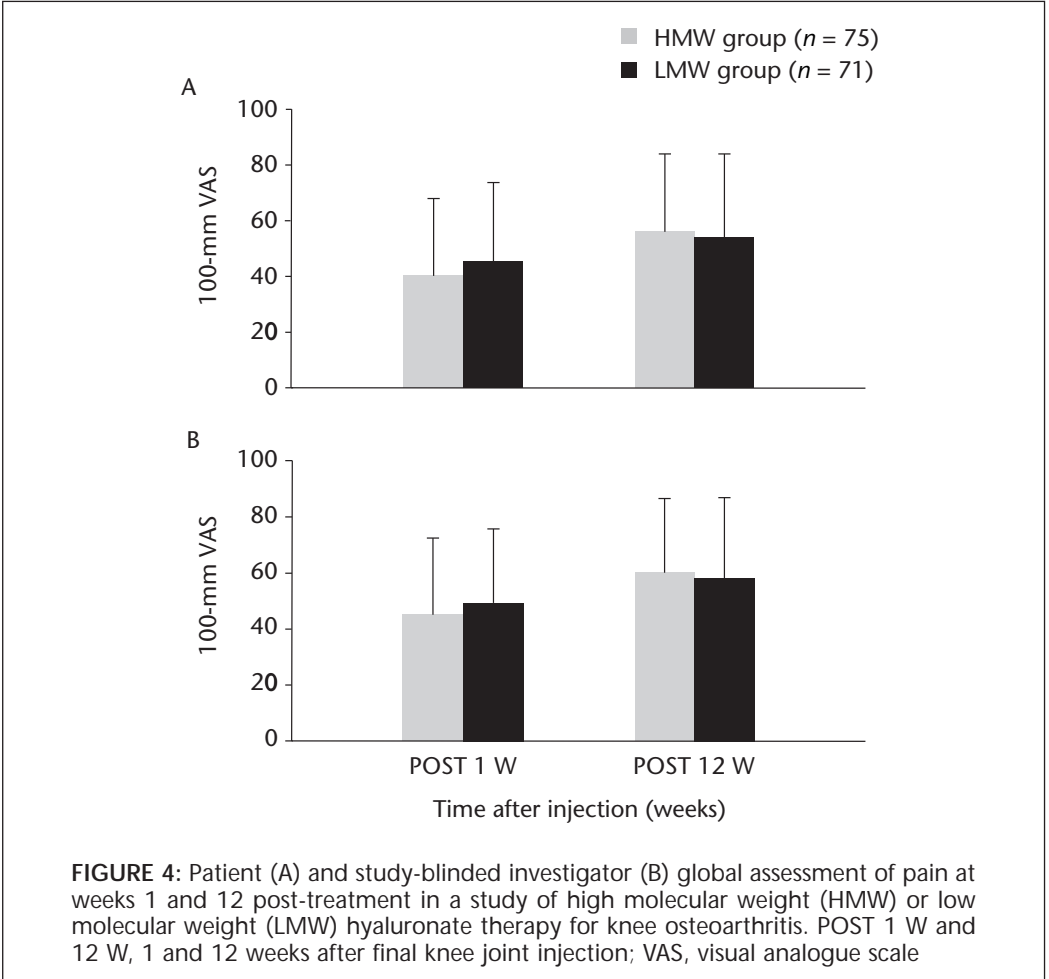 HMW group (n = 75)
LMW group (n = 71)
A
100
80
60
40
20
0
100-mm VAS
B
100
80
60
40
20
0
100-mm VAS
POST 1 W POST 12 W
Time after injection (weeks)
FIGURE 4: Patient (A) and study-blinded investigator (B) global assessment of pain at
weeks 1 and 12 post-treatment in a study of high molecular weight (HMW) or low
molecular weight (LMW) hyaluronate therapy for knee osteoarthritis. POST 1 W and
12 W, 1 and 12 weeks after final knee joint injection; VAS, visual analogue scale